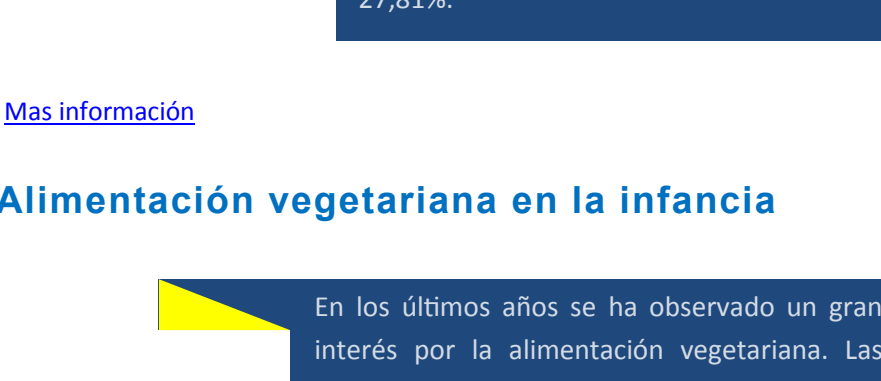 27,81%.
Mas información
Alimentación vegetariana en la infancia
En los últimos años se ha observado un gran
interés por la alimentación vegetariana. Las